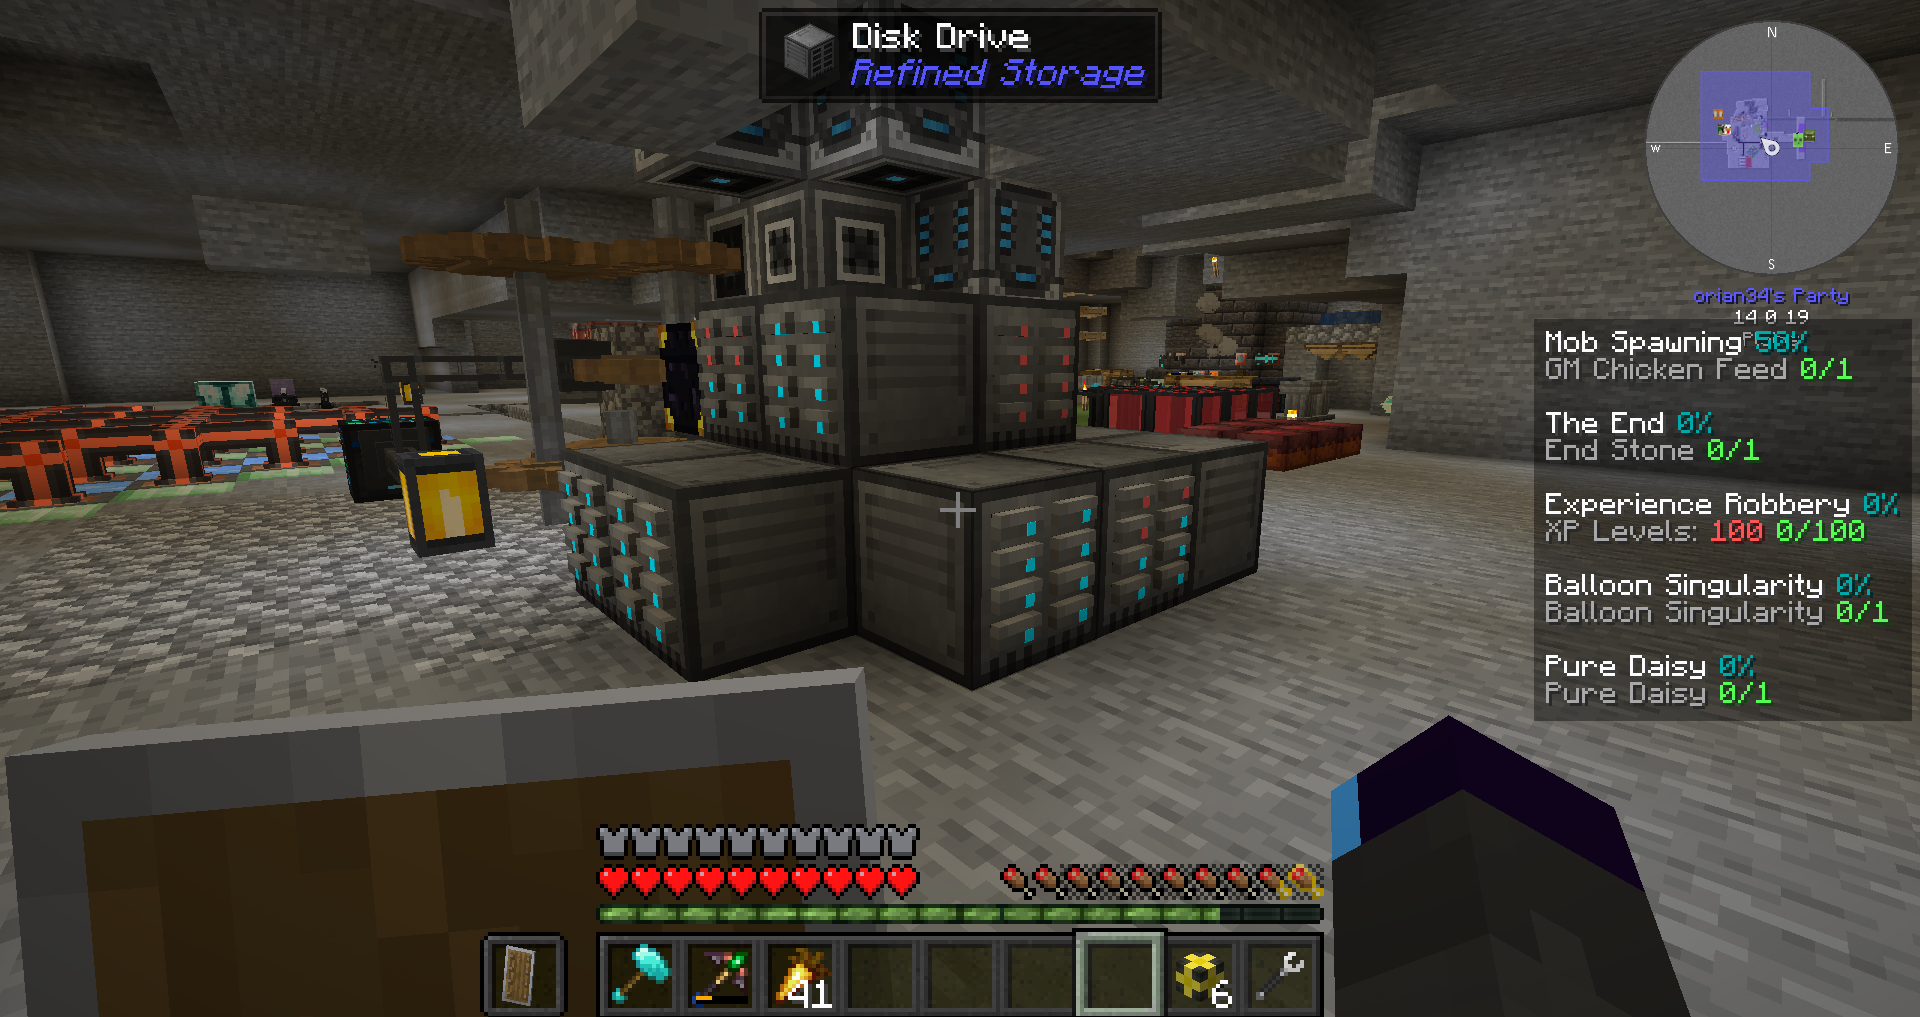 Disk Drive
Refined Storage
N
W
E
S
orian34's Party
14 0 19
Mob Spawning 50%
GM Chicken Feed 0/1
The End 0%
End Stone 0/1
Experience Robbery 0%
XP Levels: 100 0/100
Balloon Singularity 0%
Balloon Singularity 0/1
Pure Daisy 0%
Pure Daisy 0/1
41
6